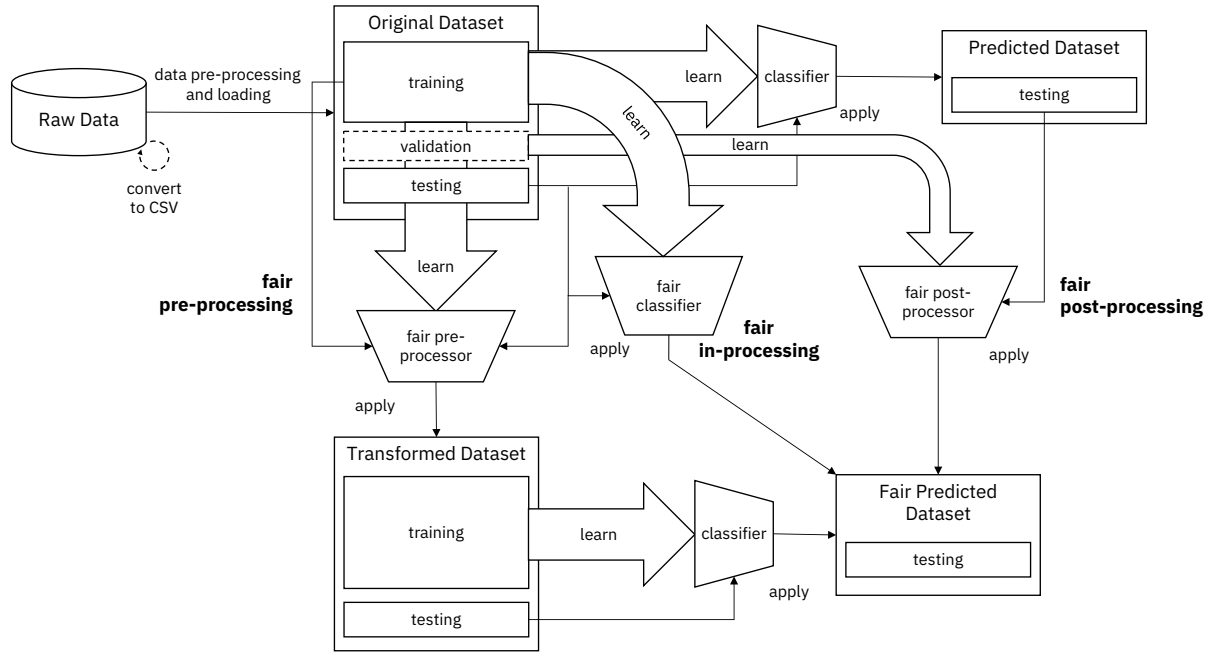 Original Dataset
training
validation
testing
Raw Data
data pre-processing
and loading
convert
to CSV
learn
classifier
apply
Predicted Dataset
testing
learn
learn
learn
fair
pre-processing
fair pre-
processor
apply
fair
classifier
apply
fair
in-processing
fair post-
processor
apply
fair
post-processing
Transformed Dataset
training
testing
learn
classifier
apply
Fair Predicted
Dataset
testing